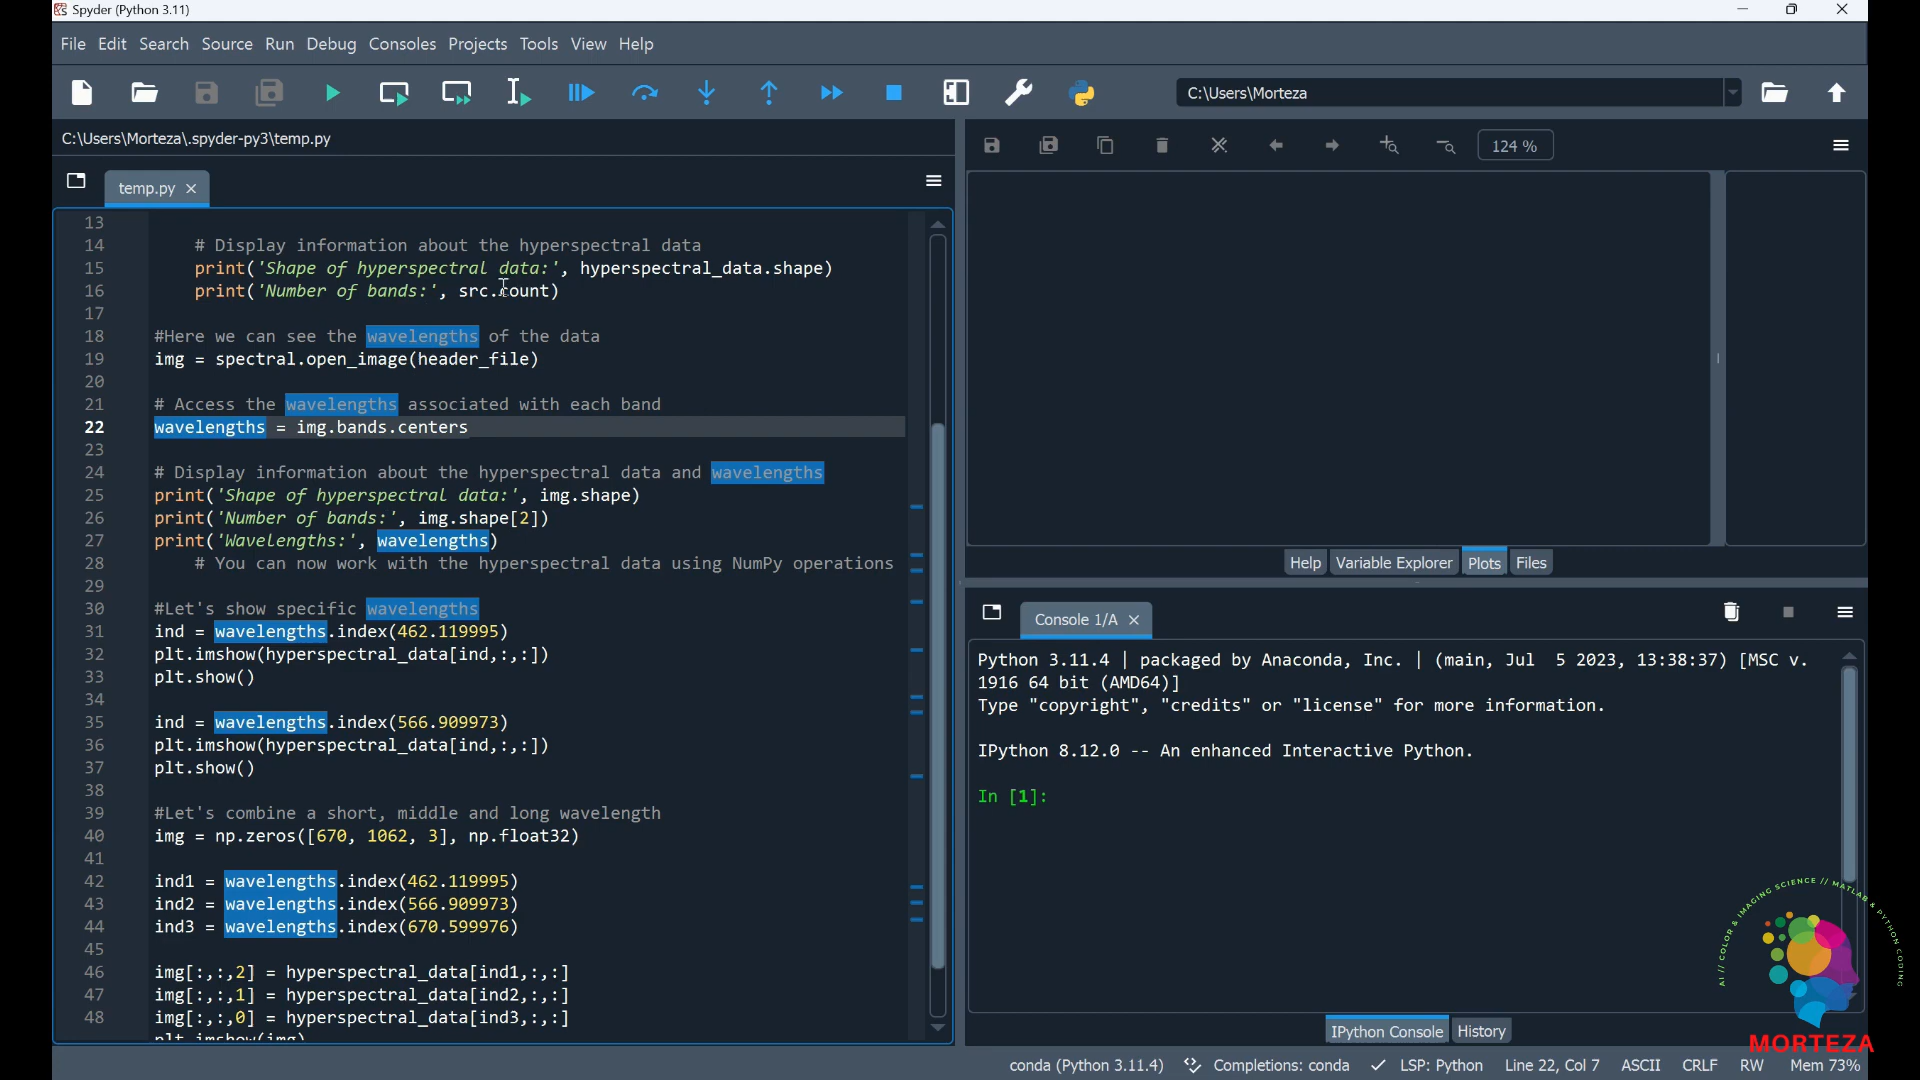 Spyder (Python 3.11)
File Edit Search Source Run Debug Consoles Projects Tools View Help
C:\Users\Morteza
C:\Users\Morteza\.spyder-py3\temp.py
124 %
temp.py
13
14 # Display information about the hyperspectral data
15 print('Shape of hyperspectral data:', hyperspectral_data.shape)
16 print('Number of bands:', src.count)
17
18 #Here we can see the wavelengths of the data
19 img = spectral.open_image(header_file)
20
21 # Access the wavelengths associated with each band
22 wavelengths = img.bands.centers
23
24 # Display information about the hyperspectral data and wavelengths
25 print('Shape of hyperspectral data:', img.shape)
26 print('Number of bands:', img.shape[2])
27 print('Wavelengths:', wavelengths)
28 # You can now work with the hyperspectral data using NumPy operations
29
30 #Let's show specific wavelengths
31 ind = wavelengths.index(462.119995)
32 plt.imshow(hyperspectral_data[ind,:,:])
33 plt.show()
34
35 ind = wavelengths.index(566.909973)
36 plt.imshow(hyperspectral_data[ind,:,:])
37 plt.show()
38
39 #Let's combine a short, middle and long wavelength
40 img = np.zeros([670, 1062, 3], np.float32)
41
42 ind1 = wavelengths.index(462.119995)
43 ind2 = wavelengths.index(566.909973)
44 ind3 = wavelengths.index(670.599976)
45
46 img[:,:,2] = hyperspectral_data[ind1,:,:]
47 img[:,:,1] = hyperspectral_data[ind2,:,:]
48 img[:,:,0] = hyperspectral_data[ind3,:,:]
plt.imshow(img)
Help Variable Explorer Plots Files
Console 1/A
Python 3.11.4 | packaged by Anaconda, Inc. | (main, Jul  5 2023, 13:38:37) [MSC v.
1916 64 bit (AMD64)]
Type "copyright", "credits" or "license" for more information.
IPython 8.12.0 -- An enhanced Interactive Python.
In [1]:
AI // COLOR & IMAGING SCIENCE // MATLAB & PYTHON CODING
MORTEZA
IPython Console History
conda (Python 3.11.4) Completions: conda LSP: Python Line 22, Col 7 ASCII CRLF RW Mem 73%